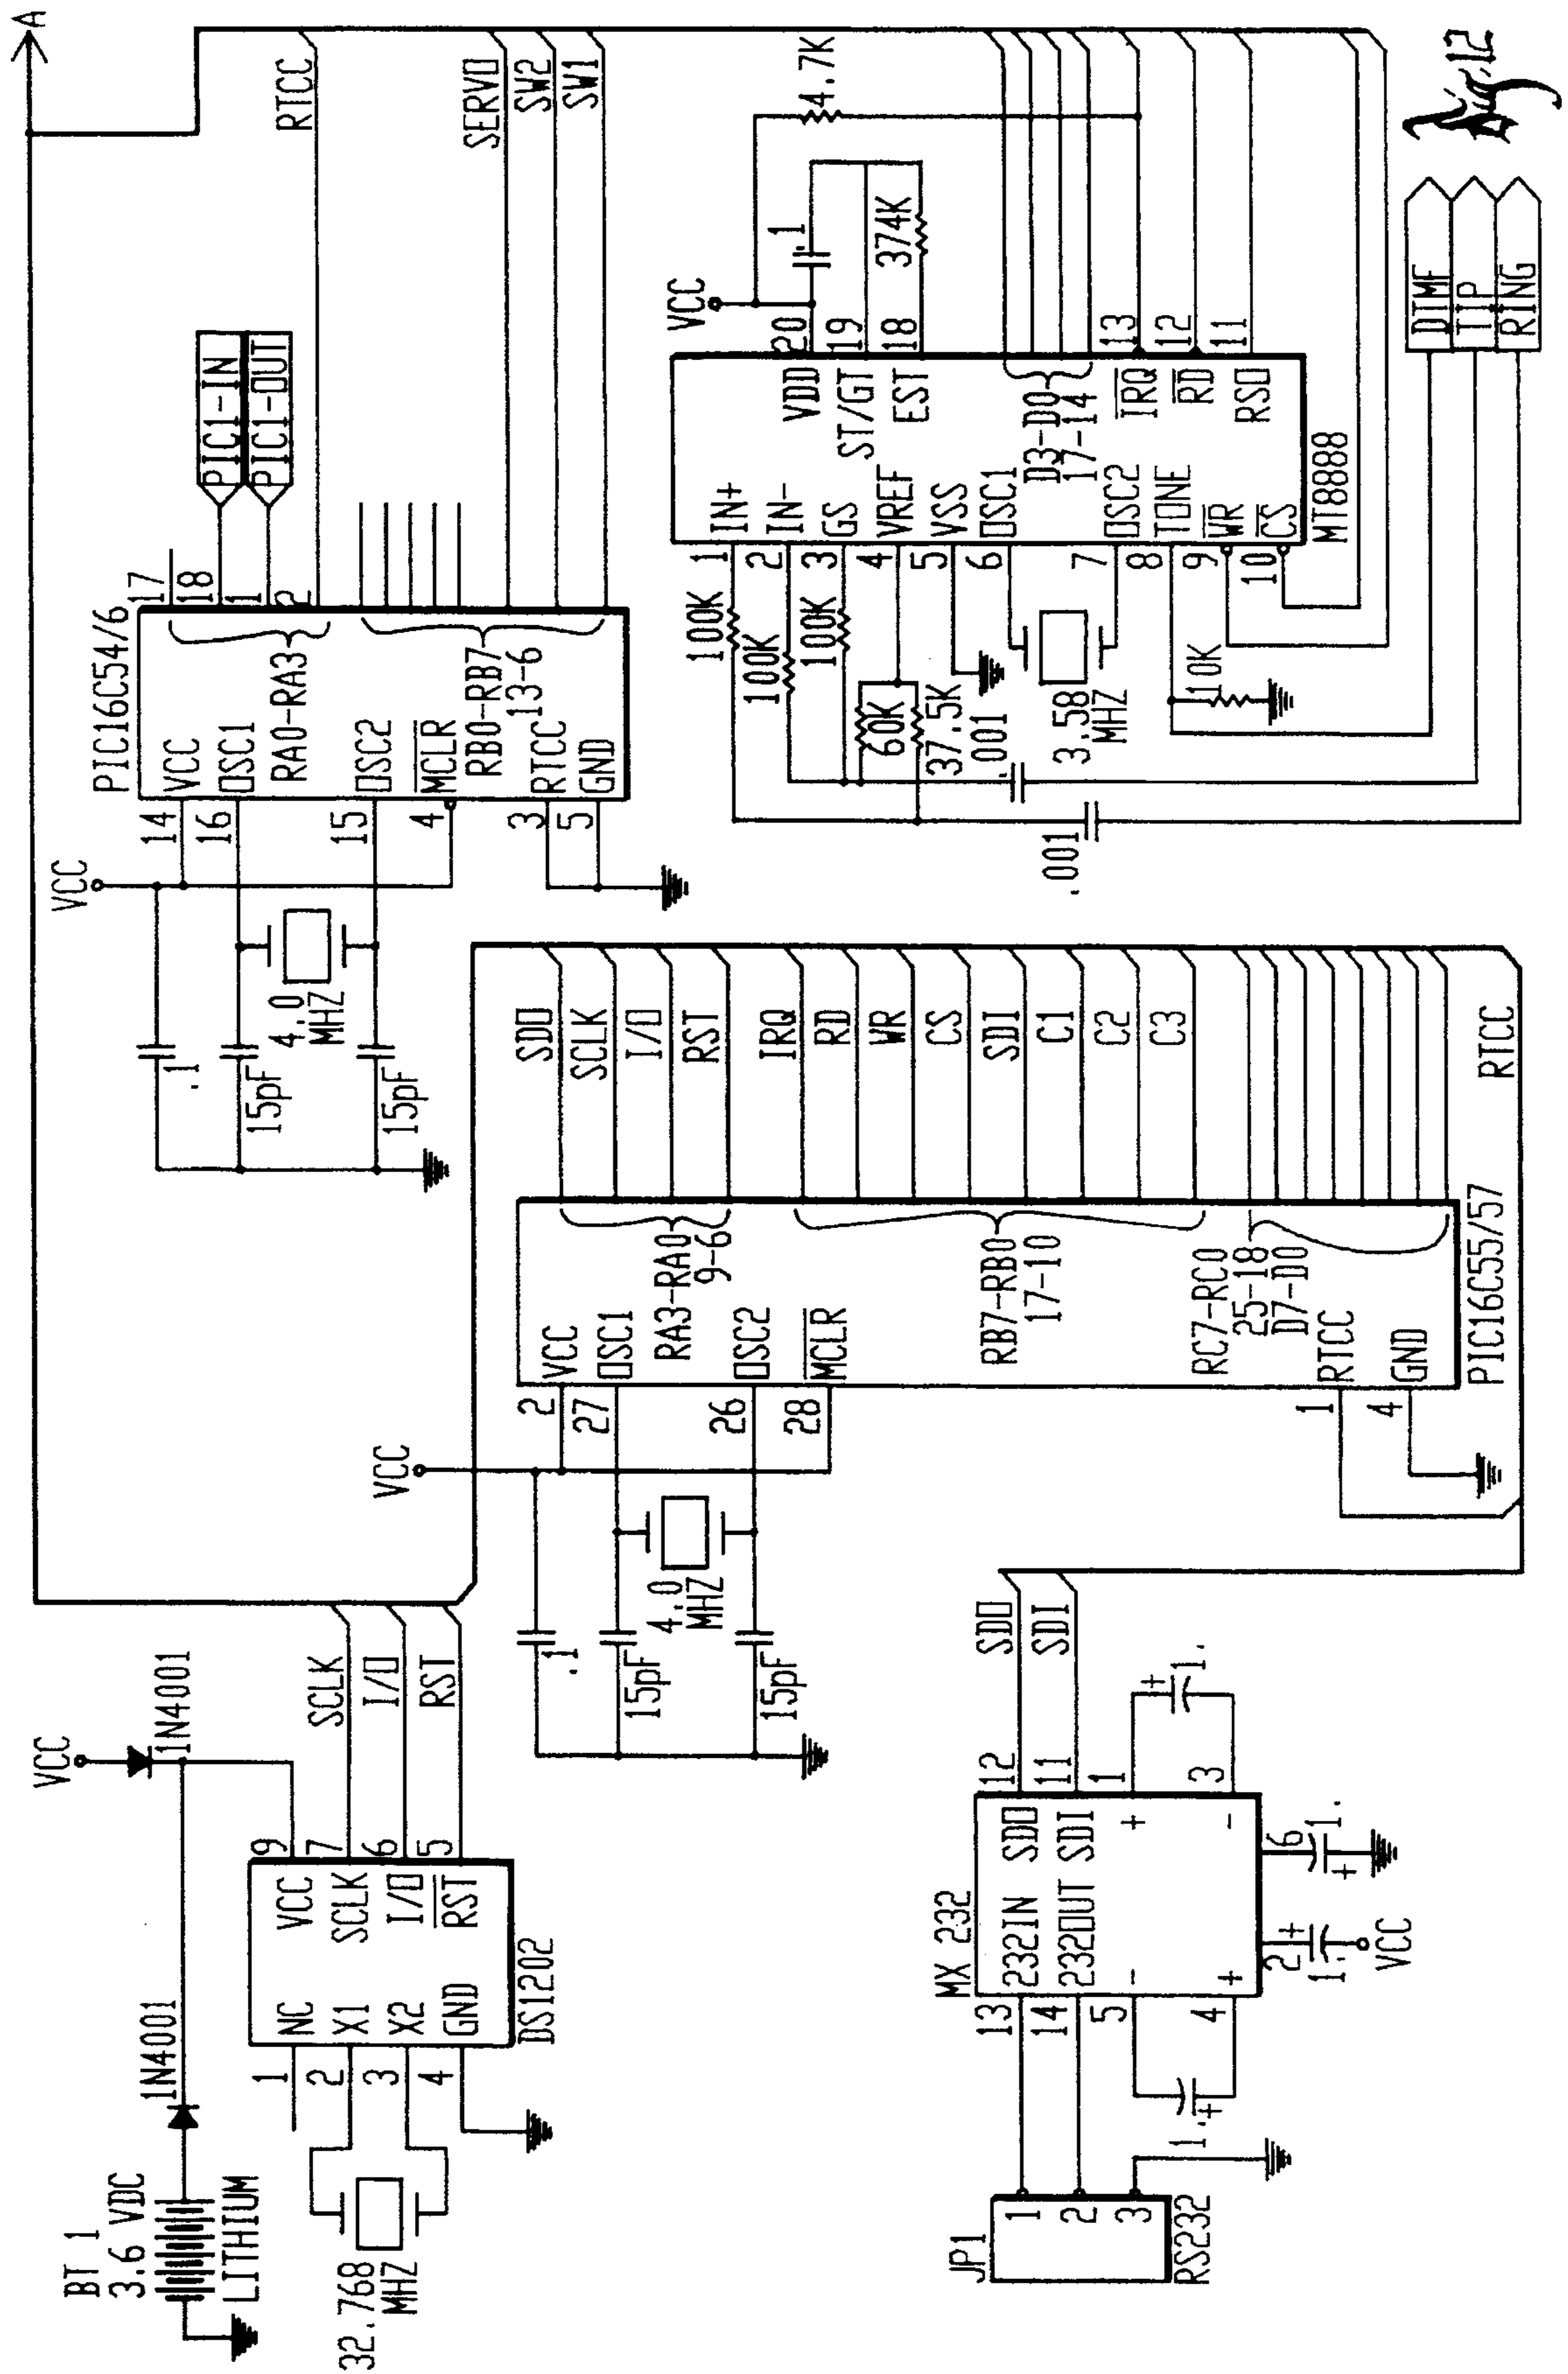 A
BT 1
3.6 VDC
LITHIUM
1N4001
VCC
1N4001
32.768
MHZ
1
2
3
4
NC
X1
X2
GND
VCC
SCLK
I/O
RST
9
7
6
5
DS1202
SCLK
I/O
RST
VCC
.1
15pF
4.0
MHZ
15pF
PIC16C54/6
14
16
15
4
3
5
VCC
OSC1
RA0-RA3
OSC2
MCLR
RB0-RB7
13-6
RTCC
GND
17
18
1
2
PIC1-IN
PIC1-OUT
RTCC
SERVO
SW2
SW1
VCC
.1
15pF
4.0
MHZ
15pF
2
27
26
28
1
4
VCC
OSC1
RA3-RA0
9-6
OSC2
MCLR
RB7-RB0
17-10
RC7-RC0
25-18
D7-D0
RTCC
GND
PIC16C55/57
SDO
SCLK
I/O
RST
IRQ
RD
WR
CS
SDI
C1
C2
C3
RTCC
100K
100K
100K
60K
37.5K
.001
.001
3.58
MHZ
10K
1
2
3
4
5
6
7
8
9
10
IN+
IN-
GS
VREF
VSS
OSC1
OSC2
TONE
WR
CS
VDD
ST/GT
EST
D3-D0
17-14
IRQ
RD
RSO
20
19
18
13
12
11
MT8888
VCC
.1
374K
4.7K
DTMF
TIP
RING
JP1
1
2
3
RS232
MX 232
13
14
5
4
1.
+
232IN
232OUT
-
+
SDO
SDI
+
-
12
11
1
3
SDO
SDI
+
1.
2
+
1.
VCC
6
+
1.
Fig. 12